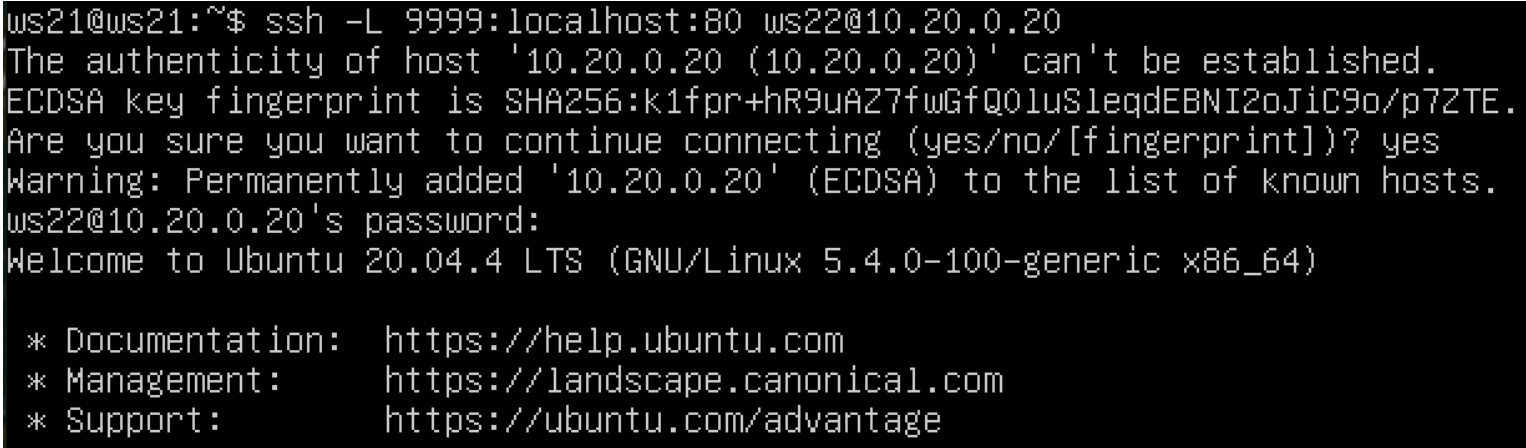 ws21@ws21:~$ ssh -L 9999:localhost:80 ws22@10.20.0.20
The authenticity of host '10.20.0.20 (10.20.0.20)' can't be established.
ECDSA key fingerprint is SHA256:k1fpr+hR9uAZ7fwGfQ0luSleqdEBNI2oJiC9o/p7ZTE.
Are you sure you want to continue connecting (yes/no/[fingerprint])? yes
Warning: Permanently added '10.20.0.20' (ECDSA) to the list of known hosts.
ws22@10.20.0.20's password:
Welcome to Ubuntu 20.04.4 LTS (GNU/Linux 5.4.0-100-generic x86_64)
* Documentation: https://help.ubuntu.com
* Management: https://landscape.canonical.com
* Support: https://ubuntu.com/advantage